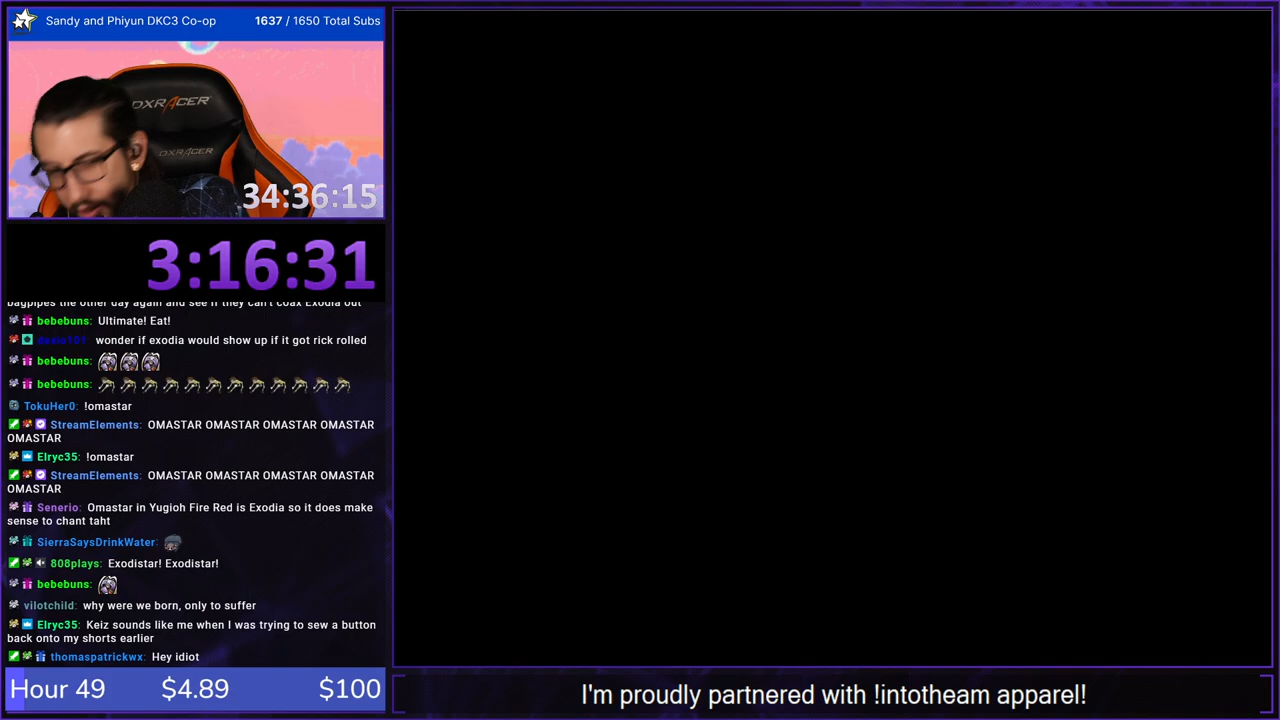 Sandy and Phiyun DKC3 Co-op 1637 / 1650 Total Subs
DXRACER
DXRACER
34:36:15
3:16:31
bagpipes the other day again and see if they can't coax Exodia out
bebebuns: Ultimate! Eat!
wonder if exodia would show up if it got rick rolled
bebebuns:
bebebuns:
TokuHer0: !omastar
StreamElements: OMASTAR OMASTAR OMASTAR OMASTAR
OMASTAR
Elryc35: !omastar
StreamElements: OMASTAR OMASTAR OMASTAR OMASTAR
OMASTAR
Senerio: Omastar in Yugioh Fire Red is Exodia so it does make
sense to chant taht
SierraSaysDrinkWater:
808plays: Exodistar! Exodistar!
bebebuns:
vilotchild: why were we born, only to suffer
Elryc35: Keiz sounds like me when I was trying to sew a button
back onto my shorts earlier
thomaspatrickwx: Hey idiot
Hour 49 $4.89 $100
I'm proudly partnered with !intotheam apparel!